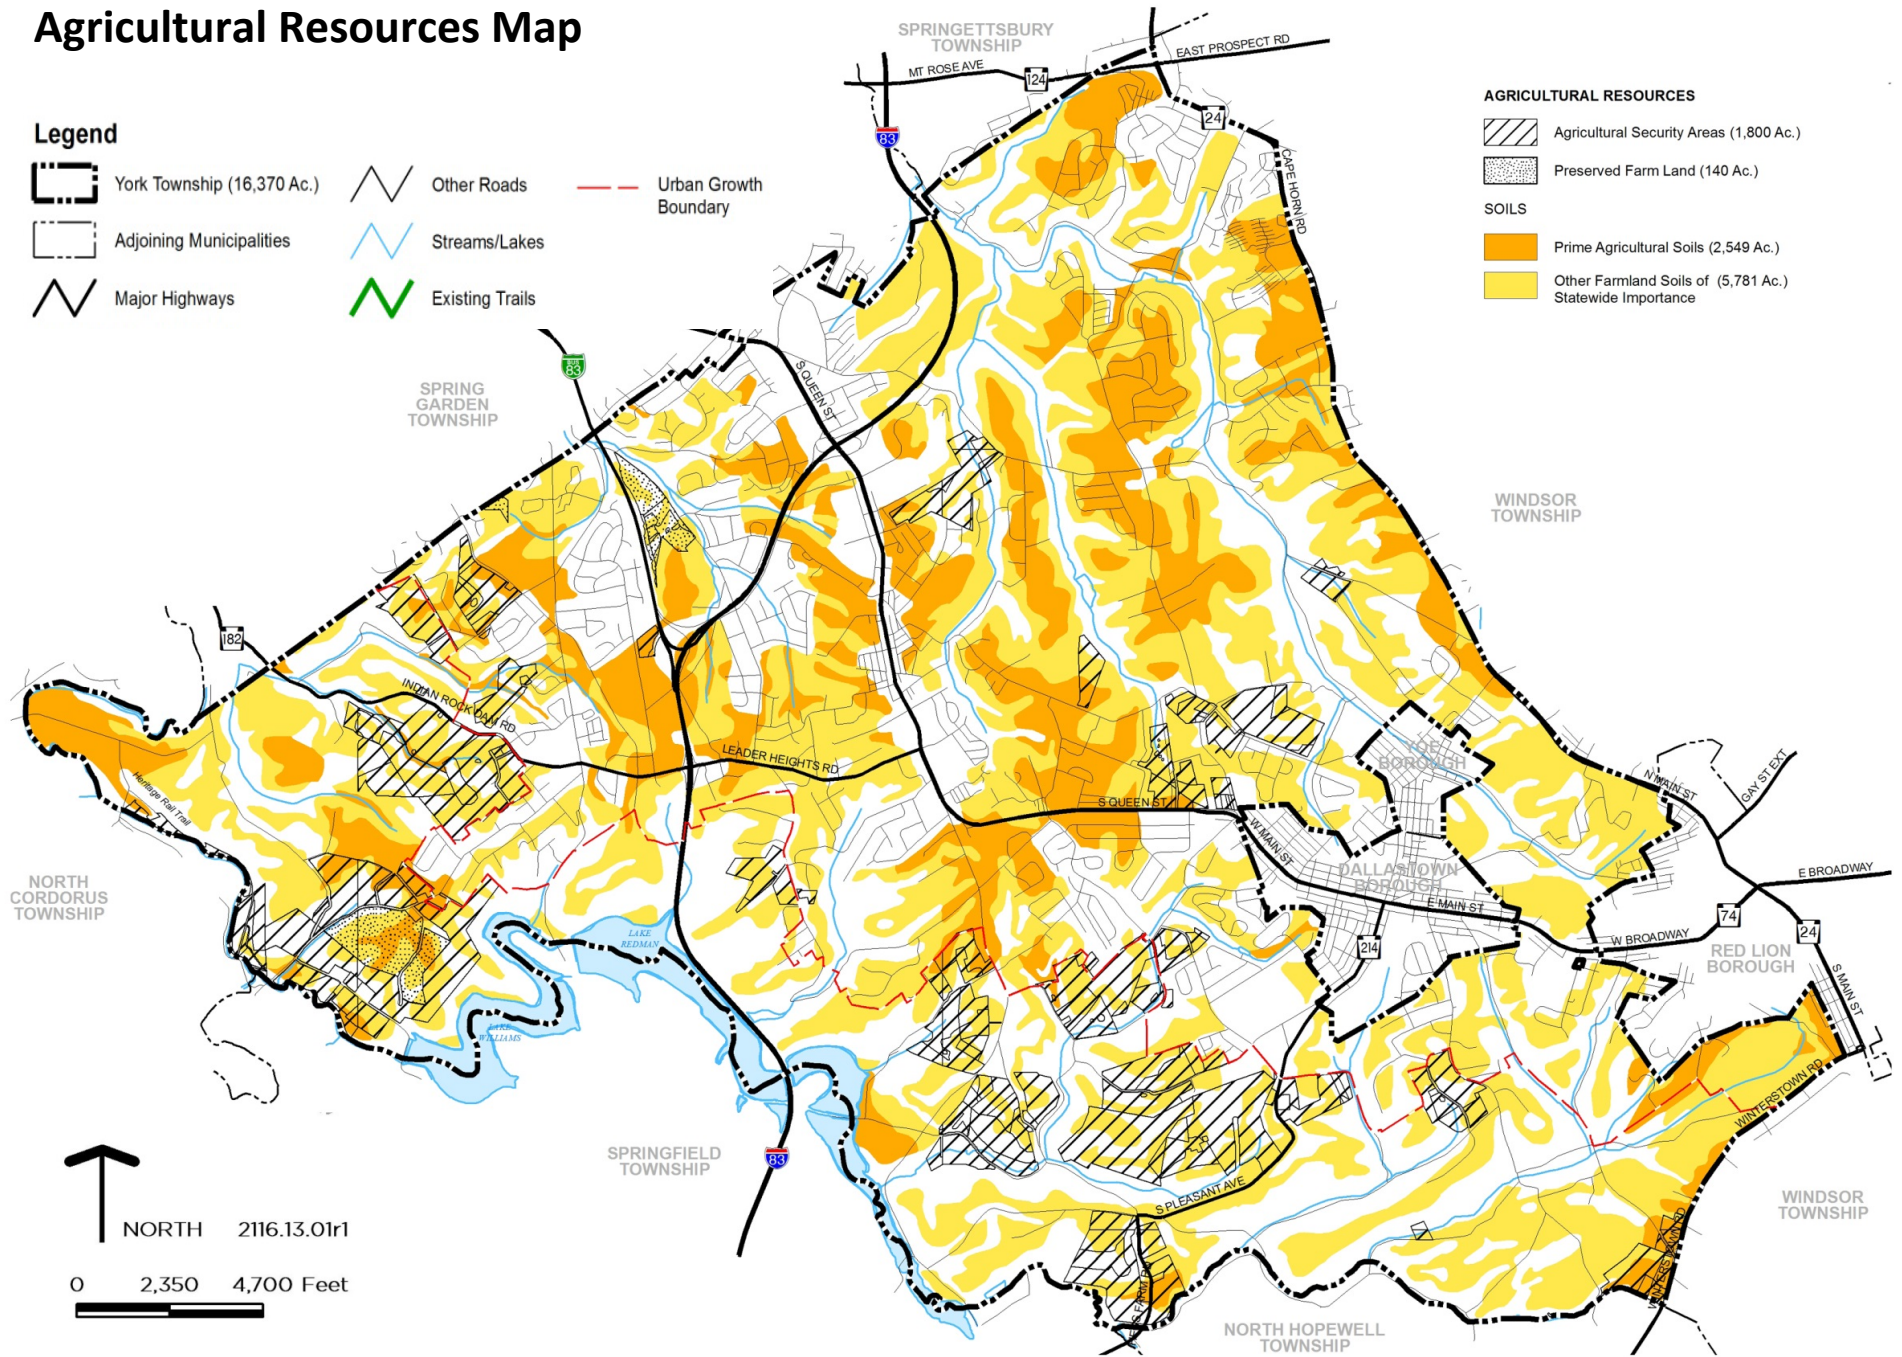 Agricultural Resources Map
Legend
York Township (16,370 Ac.)
Adjoining Municipalities
Major Highways
Other Roads
Streams/Lakes
Existing Trails
Urban Growth
Boundary
AGRICULTURAL RESOURCES
Agricultural Security Areas (1,800 Ac.)
Preserved Farm Land (140 Ac.)
SOILS
Prime Agricultural Soils (2,549 Ac.)
Other Farmland Soils of (5,781 Ac.)
Statewide Importance
SPRINGETTSBURY
TOWNSHIP
MT ROSE AVE
124
EAST PROSPECT RD
24
83
CAPE HORN RD
BUS
83
S QUEEN ST
SPRING
GARDEN
TOWNSHIP
WINDSOR
TOWNSHIP
182
INDIAN ROCK DAM RD
LEADER HEIGHTS RD
Heritage Rail Trail
S QUEEN ST
YOE
BOROUGH
N MAIN ST
GAY ST EXT
W MAIN ST
DALLASTOWN
BOROUGH
E MAIN ST
E BROADWAY
74
24
W BROADWAY
214
RED LION
BOROUGH
S MAIN ST
NORTH
CORDORUS
TOWNSHIP
LAKE
REDMAN
LAKE
WILLIAMS
WINTERSTOWN RD
SPRINGFIELD
TOWNSHIP
83
S PLEASANT AVE
WINDSOR
TOWNSHIP
WINTERSTOWN RD
FARM RD
NORTH HOPEWELL
TOWNSHIP
NORTH 2116.13.01r1
0 2,350 4,700 Feet